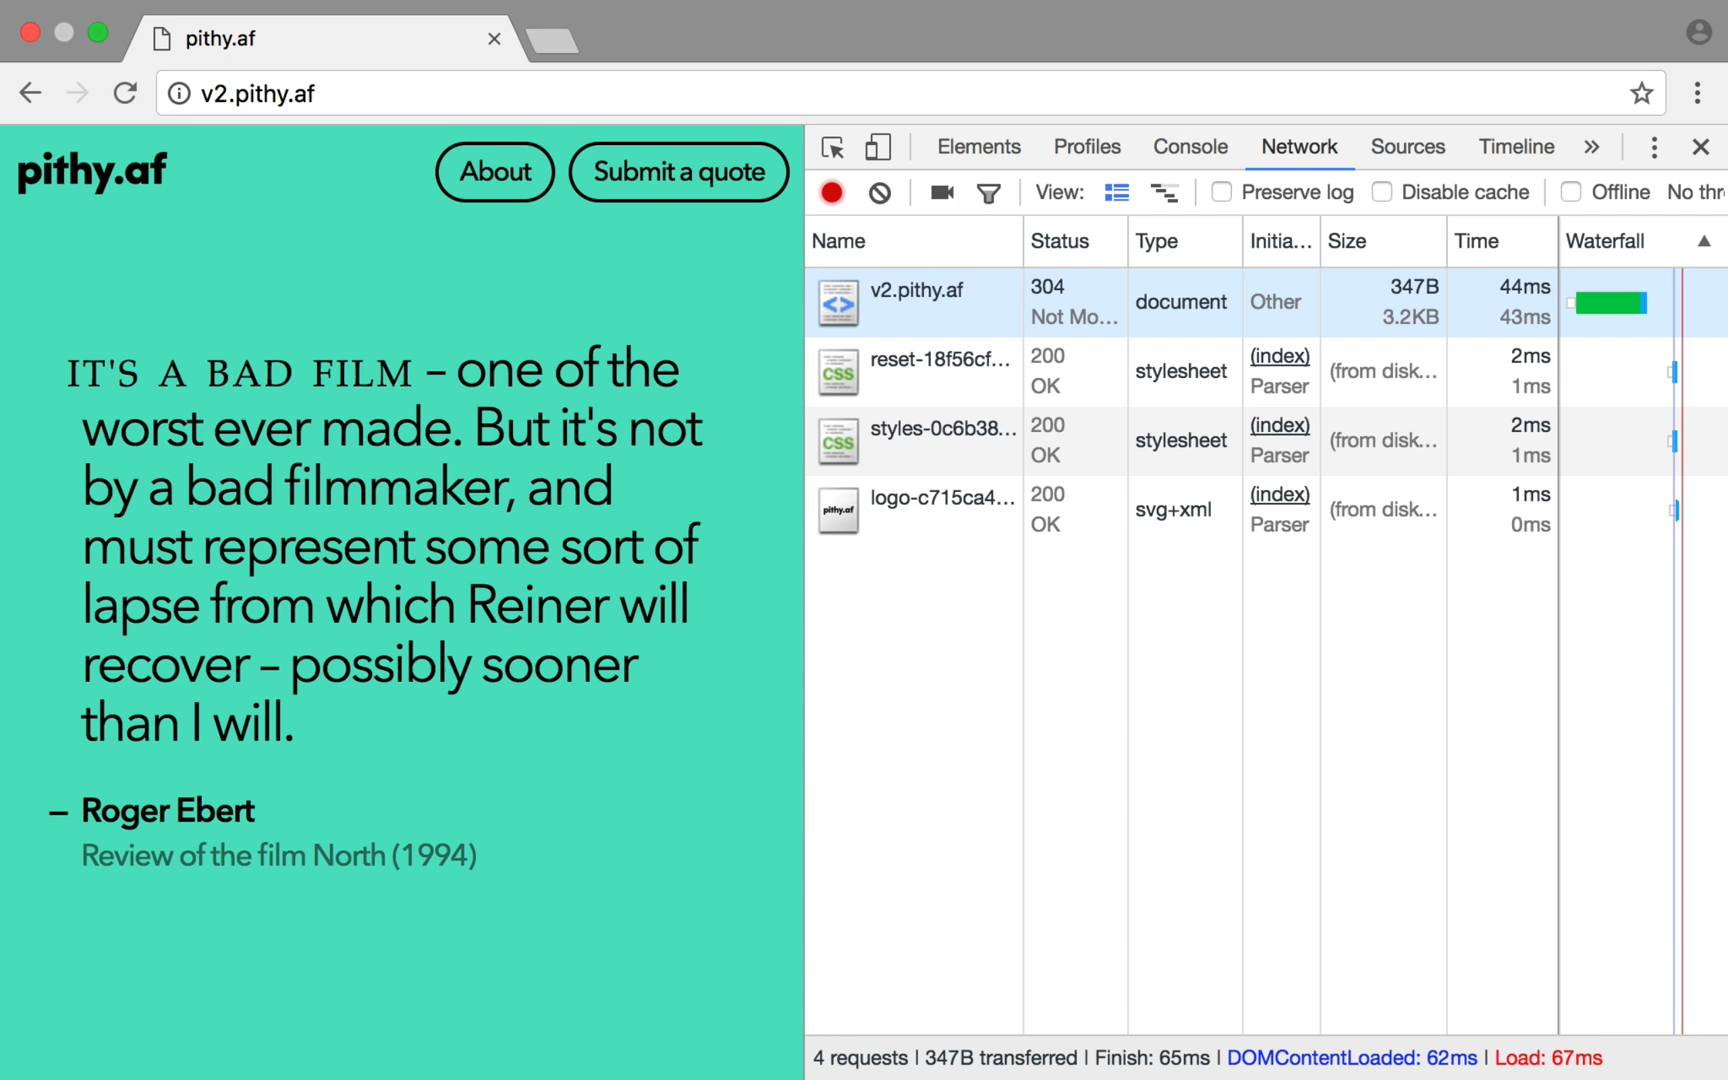 pithy.af
v2.pithy.af
pithy.af
About
Submit a quote
IT'S A BAD FILM – one of the
worst ever made. But it's not
by a bad filmmaker, and
must represent some sort of
lapse from which Reiner will
recover – possibly sooner
than I will.
– Roger Ebert
Review of the film North (1994)
Elements Profiles Console Network Sources Timeline »
View: Preserve log Disable cache Offline No thr
Name Status Type Initia... Size Time Waterfall
v2.pithy.af 304 document Other 347B 44ms
Not Mo... 3.2KB 43ms
CSS reset-18f56cf... 200 stylesheet (index) (from disk... 2ms
OK Parser 1ms
CSS styles-0c6b38... 200 stylesheet (index) (from disk... 2ms
OK Parser 1ms
pithy.af logo-c715ca4... 200 svg+xml (index) (from disk... 1ms
OK Parser 0ms
4 requests | 347B transferred | Finish: 65ms | DOMContentLoaded: 62ms | Load: 67ms